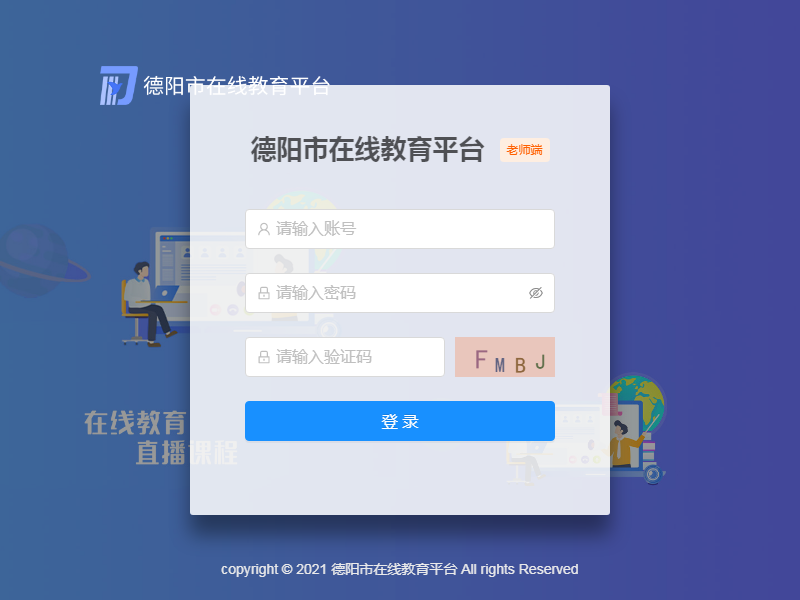 德阳市在线教育平台
德阳市在线教育平台 老师端
请输入账号
请输入密码
请输入验证码 FMBJ
登 录
在线教育
直播课程
copyright © 2021 德阳市在线教育平台 All rights Reserved